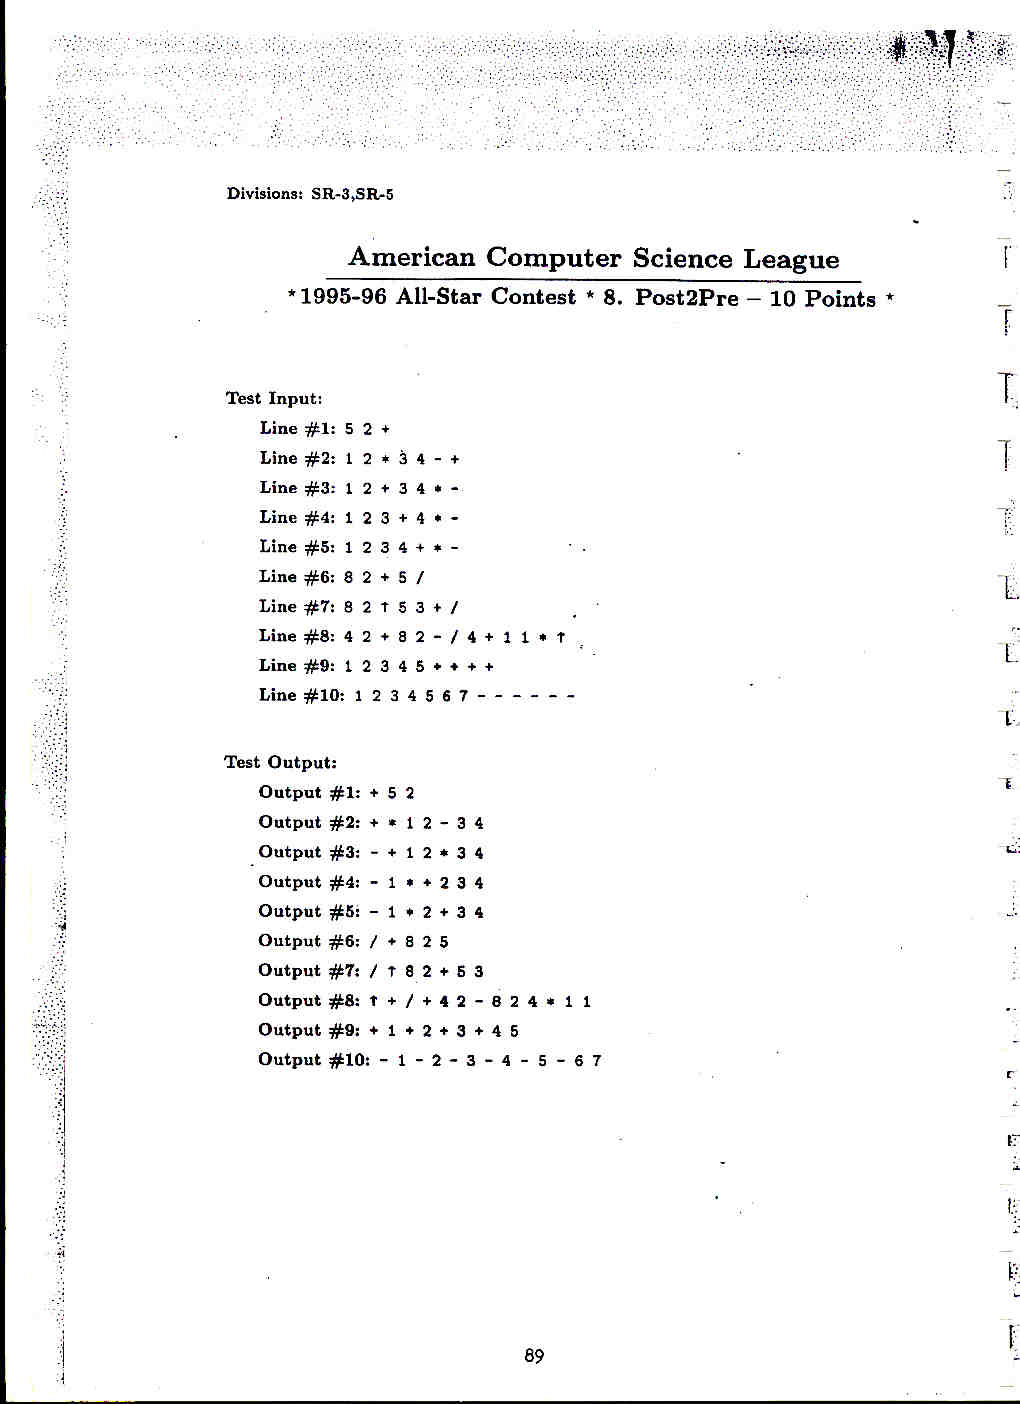 Divisions: SR-3,SR-5
American Computer Science League
*1995-96 All-Star Contest * 8. Post2Pre – 10 Points *
Test Input:
Line #1: 5 2 +
Line #2: 1 2 * 3 4 - +
Line #3: 1 2 + 3 4 * -
Line #4: 1 2 3 + 4 * -
Line #5: 1 2 3 4 + * -
Line #6: 8 2 + 5 /
Line #7: 8 2 ↑ 5 3 + /
Line #8: 4 2 + 8 2 - / 4 + 1 1 * ↑
Line #9: 1 2 3 4 5 + + + +
Line #10: 1 2 3 4 5 6 7 - - - - - -
Test Output:
Output #1: + 5 2
Output #2: + * 1 2 - 3 4
Output #3: - + 1 2 * 3 4
Output #4: - 1 * + 2 3 4
Output #5: - 1 * 2 + 3 4
Output #6: / + 8 2 5
Output #7: / ↑ 8 2 + 5 3
Output #8: ↑ + / + 4 2 - 8 2 4 * 1 1
Output #9: + 1 + 2 + 3 + 4 5
Output #10: - 1 - 2 - 3 - 4 - 5 - 6 7
89